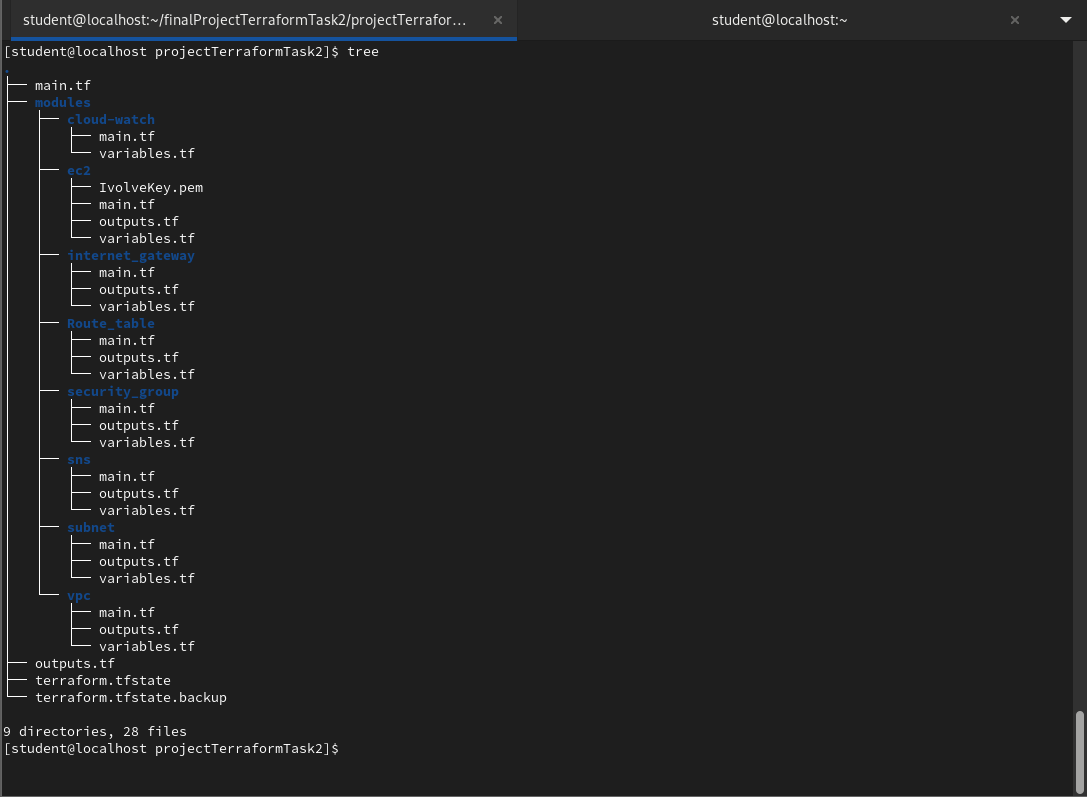 student@localhost:~/finalProjectTerraformTask2/projectTerrafor...
student@localhost:~
[student@localhost projectTerraformTask2]$ tree
.
├── main.tf
├── modules
│   ├── cloud-watch
│   │   ├── main.tf
│   │   └── variables.tf
│   ├── ec2
│   │   ├── IvolveKey.pem
│   │   ├── main.tf
│   │   ├── outputs.tf
│   │   └── variables.tf
│   ├── internet_gateway
│   │   ├── main.tf
│   │   ├── outputs.tf
│   │   └── variables.tf
│   ├── Route_table
│   │   ├── main.tf
│   │   ├── outputs.tf
│   │   └── variables.tf
│   ├── security_group
│   │   ├── main.tf
│   │   ├── outputs.tf
│   │   └── variables.tf
│   ├── sns
│   │   ├── main.tf
│   │   ├── outputs.tf
│   │   └── variables.tf
│   ├── subnet
│   │   ├── main.tf
│   │   ├── outputs.tf
│   │   └── variables.tf
│   └── vpc
│       ├── main.tf
│       ├── outputs.tf
│       └── variables.tf
├── outputs.tf
├── terraform.tfstate
└── terraform.tfstate.backup
9 directories, 28 files
[student@localhost projectTerraformTask2]$